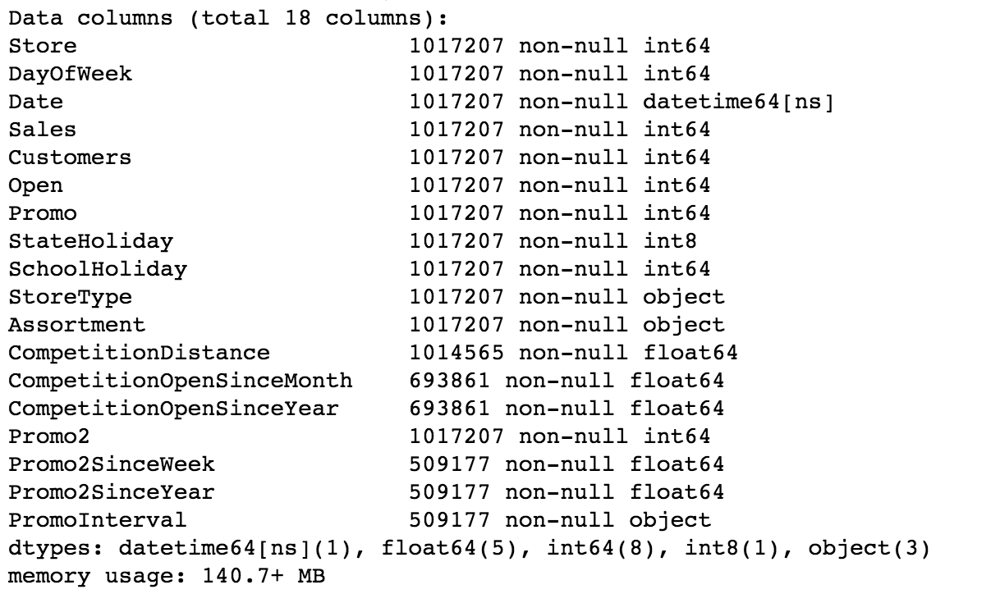 Data columns (total 18 columns):
Store                        1017207 non-null int64
DayOfWeek                    1017207 non-null int64
Date                         1017207 non-null datetime64[ns]
Sales                        1017207 non-null int64
Customers                    1017207 non-null int64
Open                         1017207 non-null int64
Promo                        1017207 non-null int64
StateHoliday                 1017207 non-null int8
SchoolHoliday                1017207 non-null int64
StoreType                    1017207 non-null object
Assortment                   1017207 non-null object
CompetitionDistance          1014565 non-null float64
CompetitionOpenSinceMonth    693861 non-null float64
CompetitionOpenSinceYear     693861 non-null float64
Promo2                       1017207 non-null int64
Promo2SinceWeek              509177 non-null float64
Promo2SinceYear              509177 non-null float64
PromoInterval                509177 non-null object
dtypes: datetime64[ns](1), float64(5), int64(8), int8(1), object(3)
memory usage: 140.7+ MB